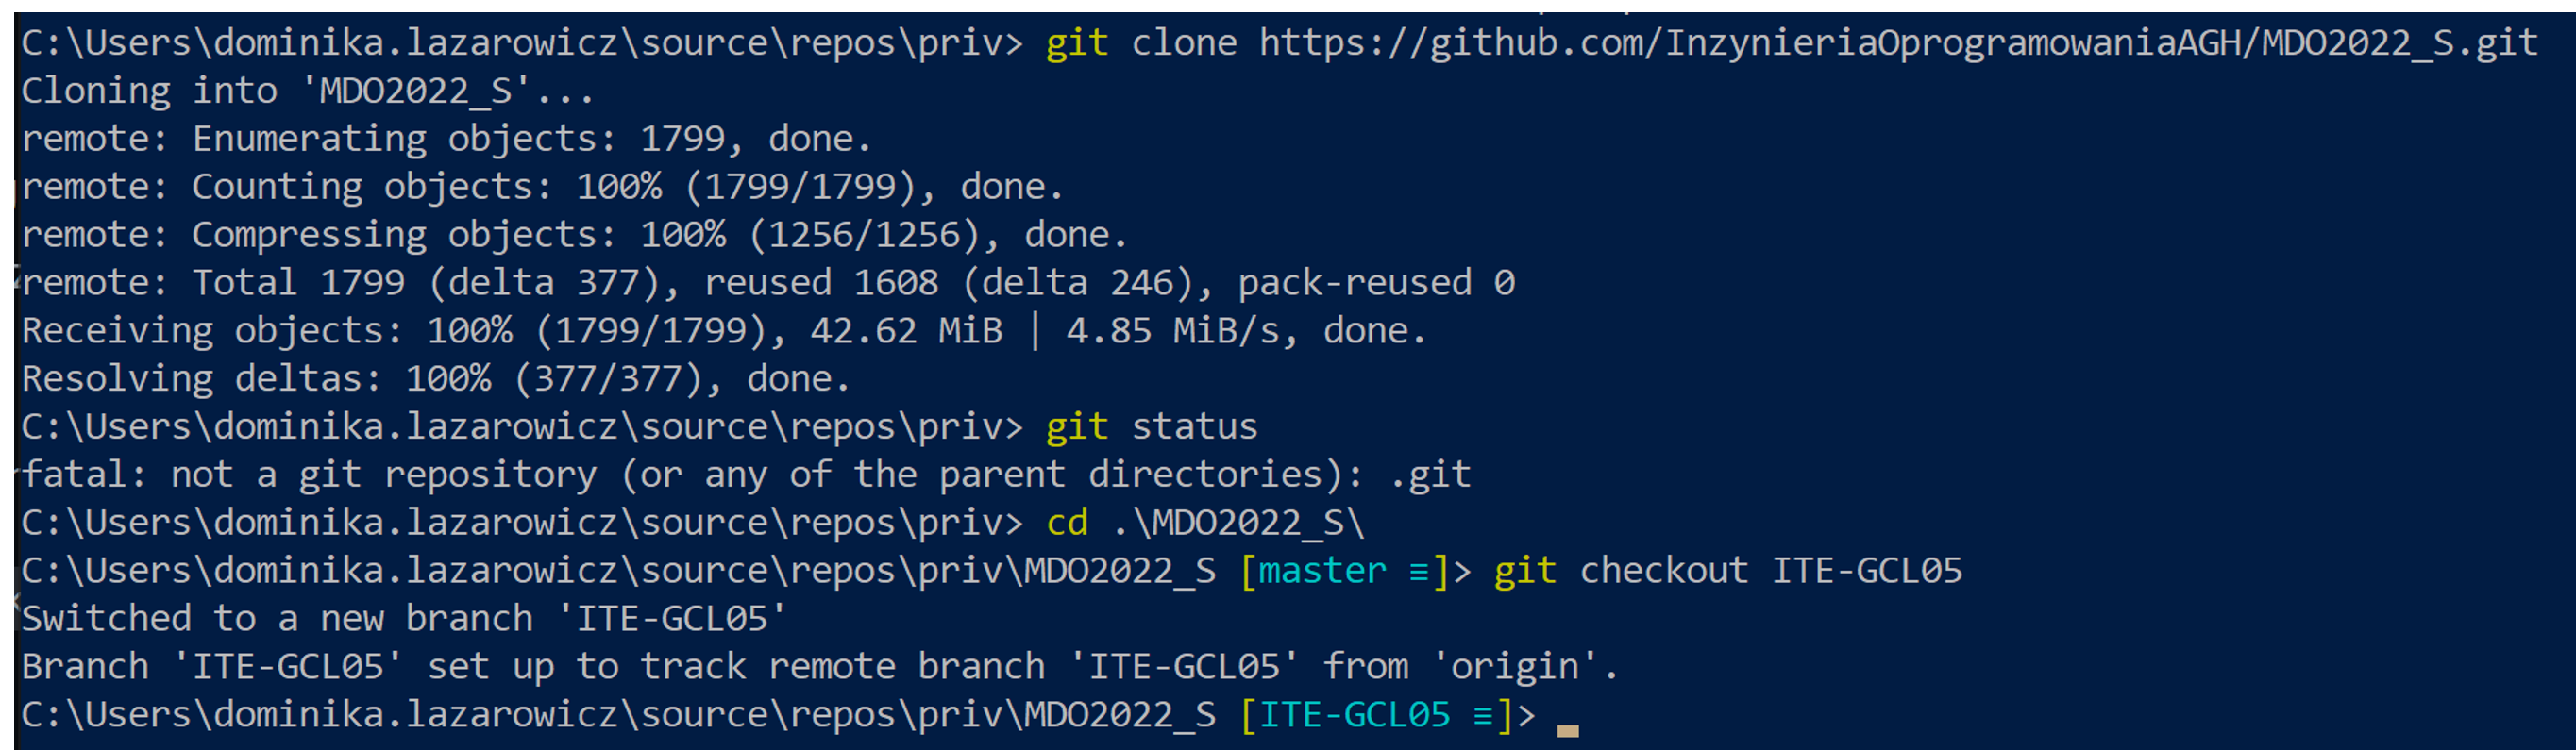 C:\Users\dominika.lazarowicz\source\repos\priv> git clone https://github.com/InzynieriaOprogramowaniaAGH/MDO2022_S.git
Cloning into 'MDO2022_S'...
remote: Enumerating objects: 1799, done.
remote: Counting objects: 100% (1799/1799), done.
remote: Compressing objects: 100% (1256/1256), done.
remote: Total 1799 (delta 377), reused 1608 (delta 246), pack-reused 0
Receiving objects: 100% (1799/1799), 42.62 MiB | 4.85 MiB/s, done.
Resolving deltas: 100% (377/377), done.
C:\Users\dominika.lazarowicz\source\repos\priv> git status
fatal: not a git repository (or any of the parent directories): .git
C:\Users\dominika.lazarowicz\source\repos\priv> cd .\MDO2022_S\
C:\Users\dominika.lazarowicz\source\repos\priv\MDO2022_S [master ≡]> git checkout ITE-GCL05
Switched to a new branch 'ITE-GCL05'
Branch 'ITE-GCL05' set up to track remote branch 'ITE-GCL05' from 'origin'.
C:\Users\dominika.lazarowicz\source\repos\priv\MDO2022_S [ITE-GCL05 ≡]>